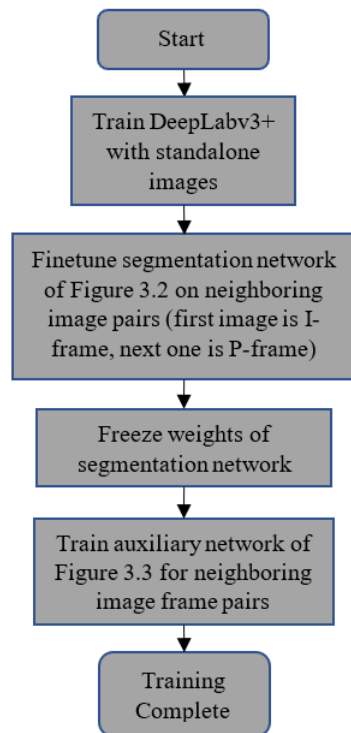 Start
Train DeepLabv3+
with standalone
images
Finetune segmentation network
of Figure 3.2 on neighboring
image pairs (first image is I-
frame, next one is P-frame)
Freeze weights of
segmentation network
Train auxiliary network of
Figure 3.3 for neighboring
image frame pairs
Training
Complete